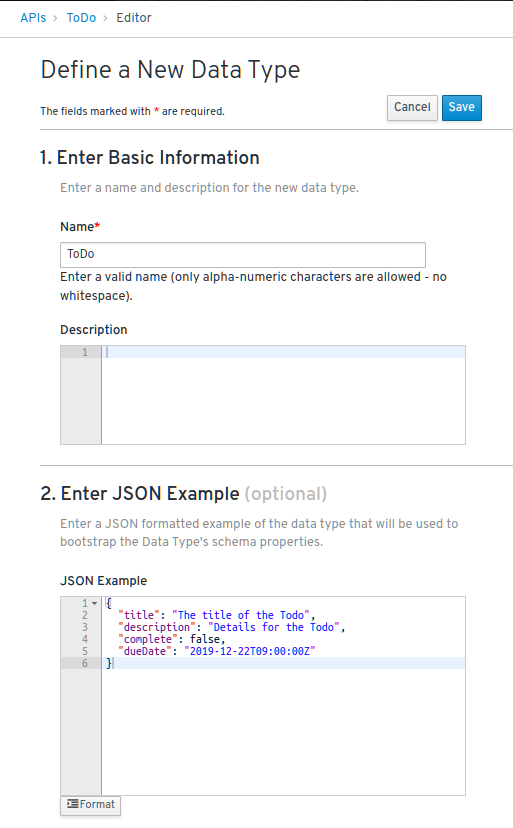 APIs > ToDo > Editor
Define a New Data Type
The fields marked with * are required.
Cancel
Save
1. Enter Basic Information
Enter a name and description for the new data type.
Name*
ToDo
Enter a valid name (only alpha-numeric characters are allowed - no
whitespace).
Description
1
2. Enter JSON Example (optional)
Enter a JSON formatted example of the data type that will be used to
bootstrap the Data Type's schema properties.
JSON Example
1 {
2 "title": "The title of the Todo",
3 "description": "Details for the Todo",
4 "complete": false,
5 "dueDate": "2019-12-22T09:00:00Z"
6 }
Format